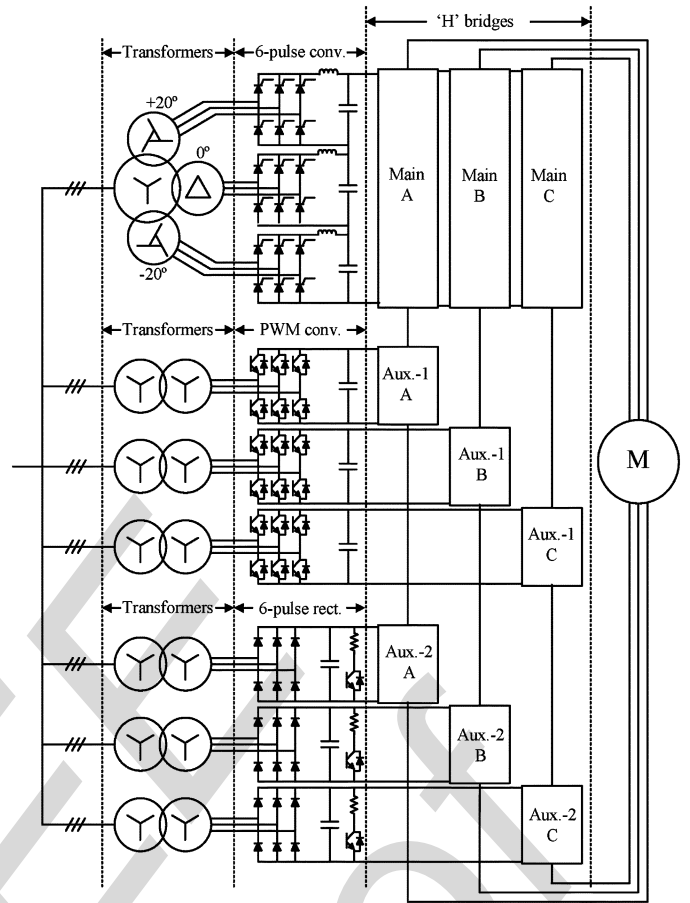 'H' bridges
Transformers
6-pulse conv.
+20º
0º
-20º
Main
A
Main
B
Main
C
Transformers
PWM conv.
Aux.-1
A
Aux.-1
B
Aux.-1
C
M
Transformers
6-pulse rect.
Aux.-2
A
Aux.-2
B
Aux.-2
C